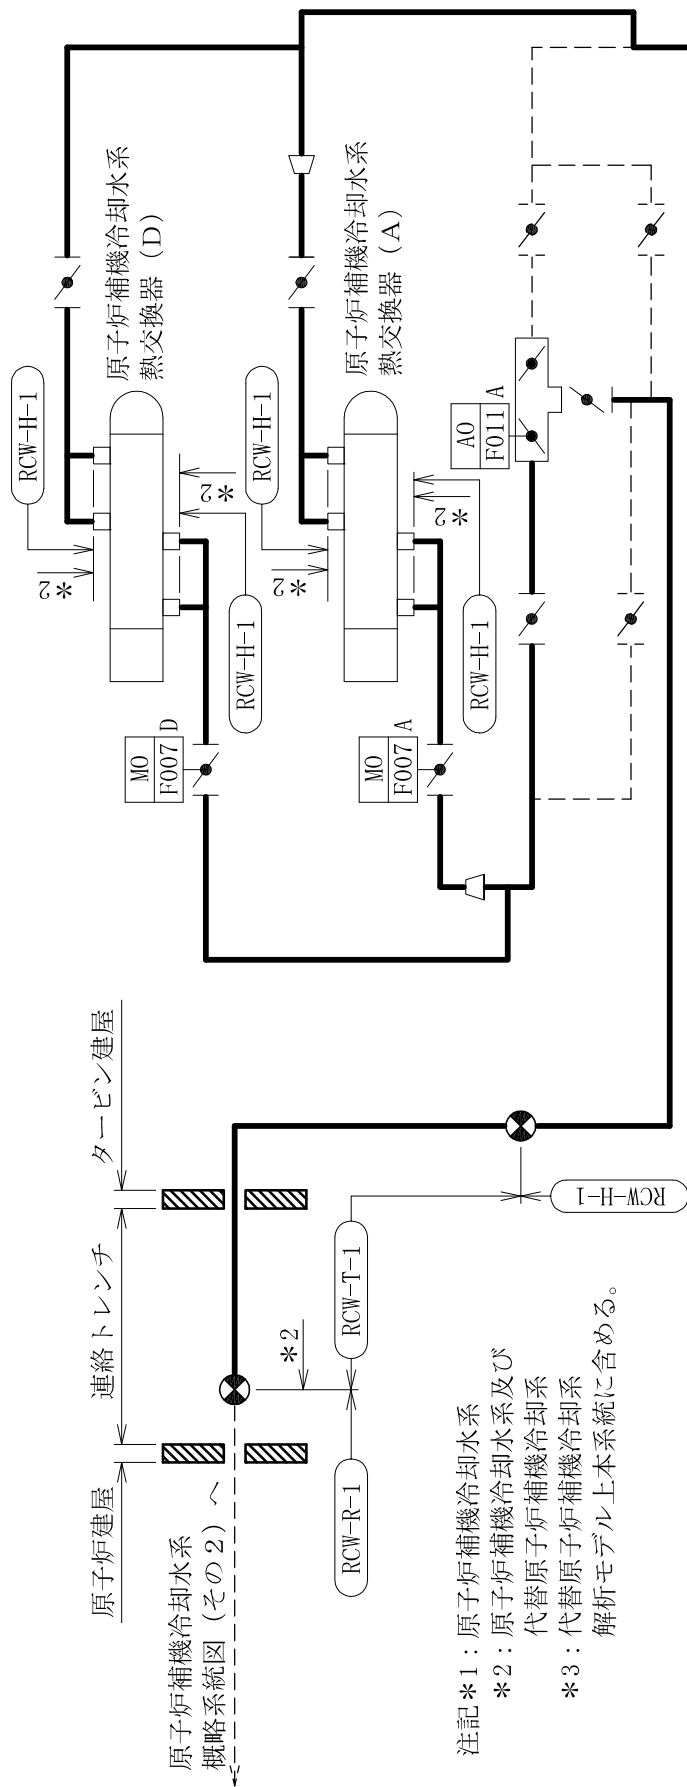 原子炉建屋
連絡トレンチ
タービン建屋
原子炉補機冷却水系
概略系統図(その2)へ
*2
RCW-R-1
RCW-T-1
RCW-H-1
MO
F007
D
RCW-H-1
*2
RCW-H-1
*2
原子炉補機冷却水系
熱交換器(D)
MO
F007
A
RCW-H-1
*2
RCW-H-1
*2
原子炉補機冷却水系
熱交換器(A)
AO
F011
A
注記*1:原子炉補機冷却水系
*2:原子炉補機冷却水系及び
代替原子炉補機冷却系
*3:代替原子炉補機冷却系
解析モデル上本系統に含める。